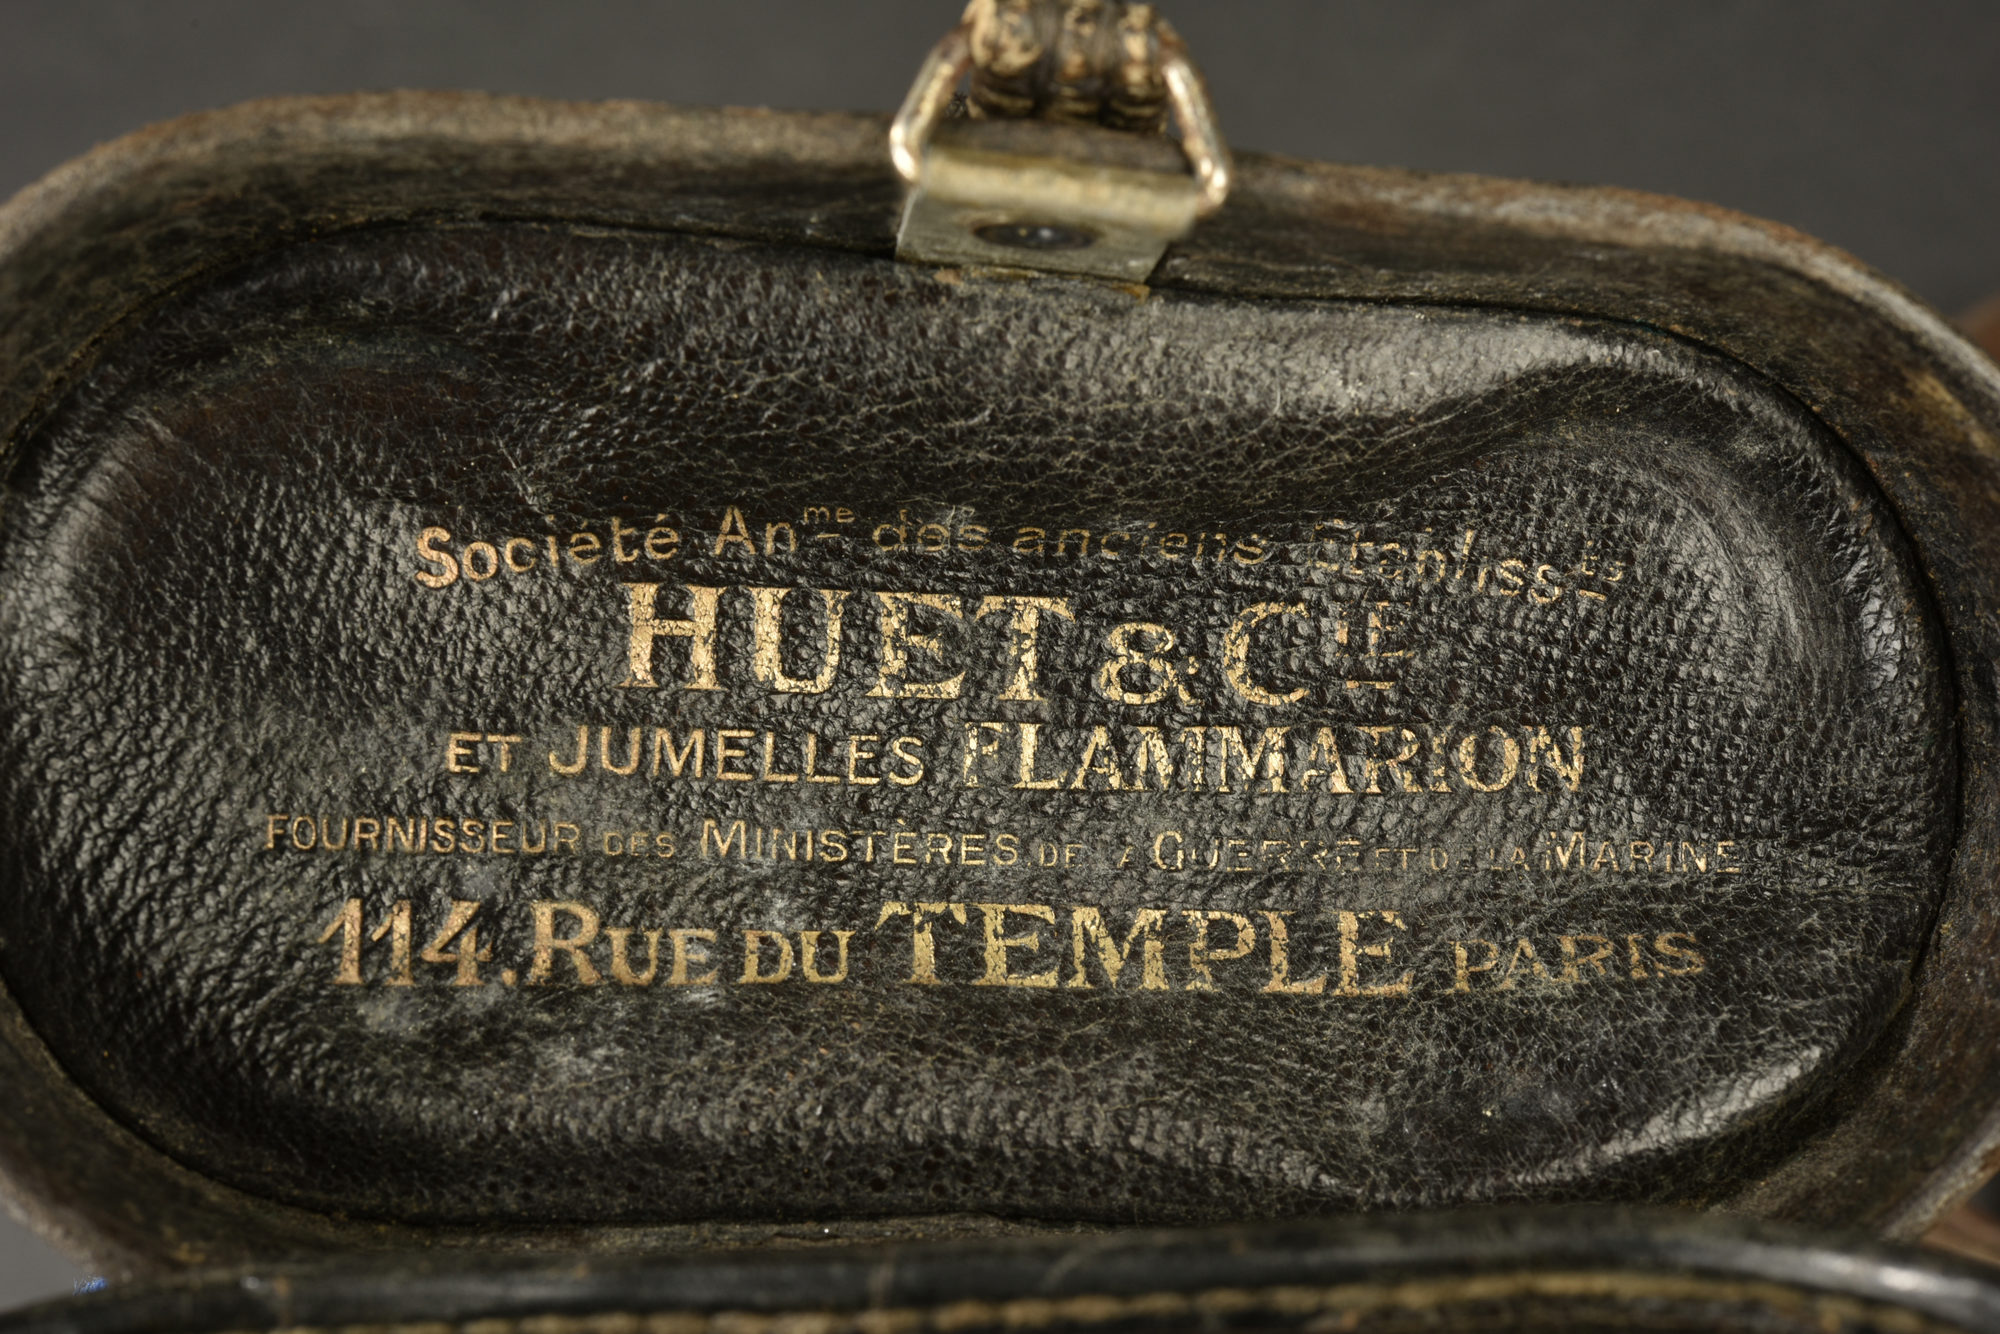 Société Anme des anciens Etablissts
HUET & CIE
ET JUMELLES FLAMMARION
FOURNISSEUR DES MINISTÈRES DE LA GUERRE ET DE LA MARINE
114. RUE DU TEMPLE PARIS